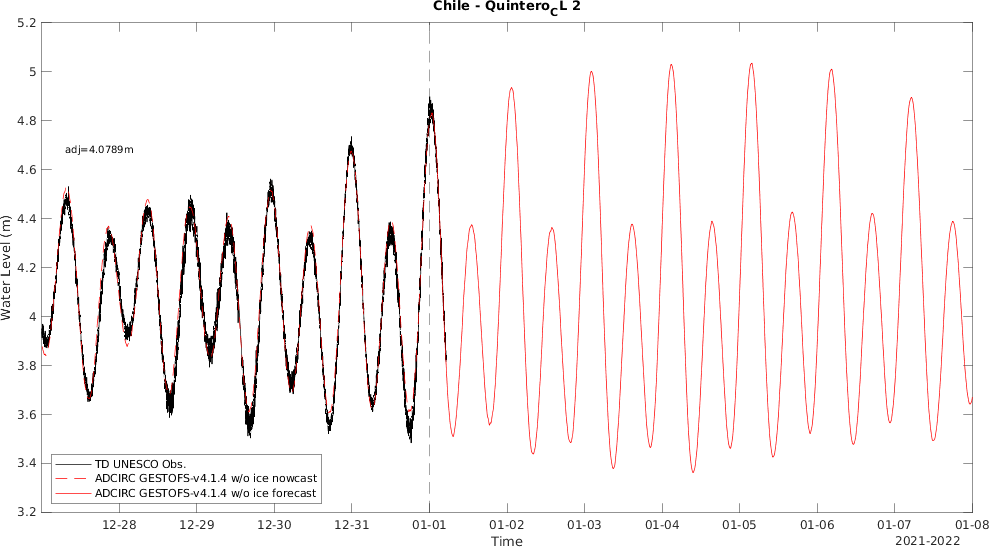 Chile - Quintero_CL 2
5.2
5
4.8
4.6
4.4
4.2
4
3.8
3.6
3.4
3.2
Water Level (m)
adj=4.0789m
TD UNESCO Obs.
ADCIRC GESTOFS-v4.1.4 w/o ice nowcast
ADCIRC GESTOFS-v4.1.4 w/o ice forecast
12-28 12-29 12-30 12-31 01-01 01-02 01-03 01-04 01-05 01-06 01-07 01-08
Time
2021-2022